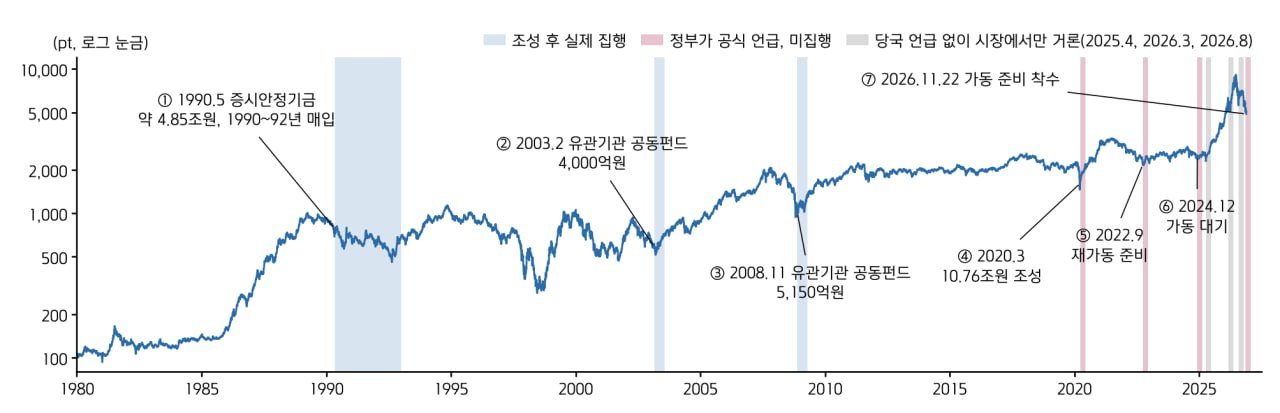 (pt, 로그 눈금)
조성 후 실제 집행
정부가 공식 언급, 미집행
당국 언급 없이 시장에서만 거론(2025.4, 2026.3, 2026.8)
10,000
5,000
2,000
1,000
500
200
100
① 1990.5 증시안정기금
약 4.85조원, 1990~92년 매입
② 2003.2 유관기관 공동펀드
4,000억원
③ 2008.11 유관기관 공동펀드
5,150억원
④ 2020.3
10.76조원 조성
⑤ 2022.9
재가동 준비
⑥ 2024.12
가동 대기
⑦ 2026.11.22 가동 준비 착수
1980
1985
1990
1995
2000
2005
2010
2015
2020
2025